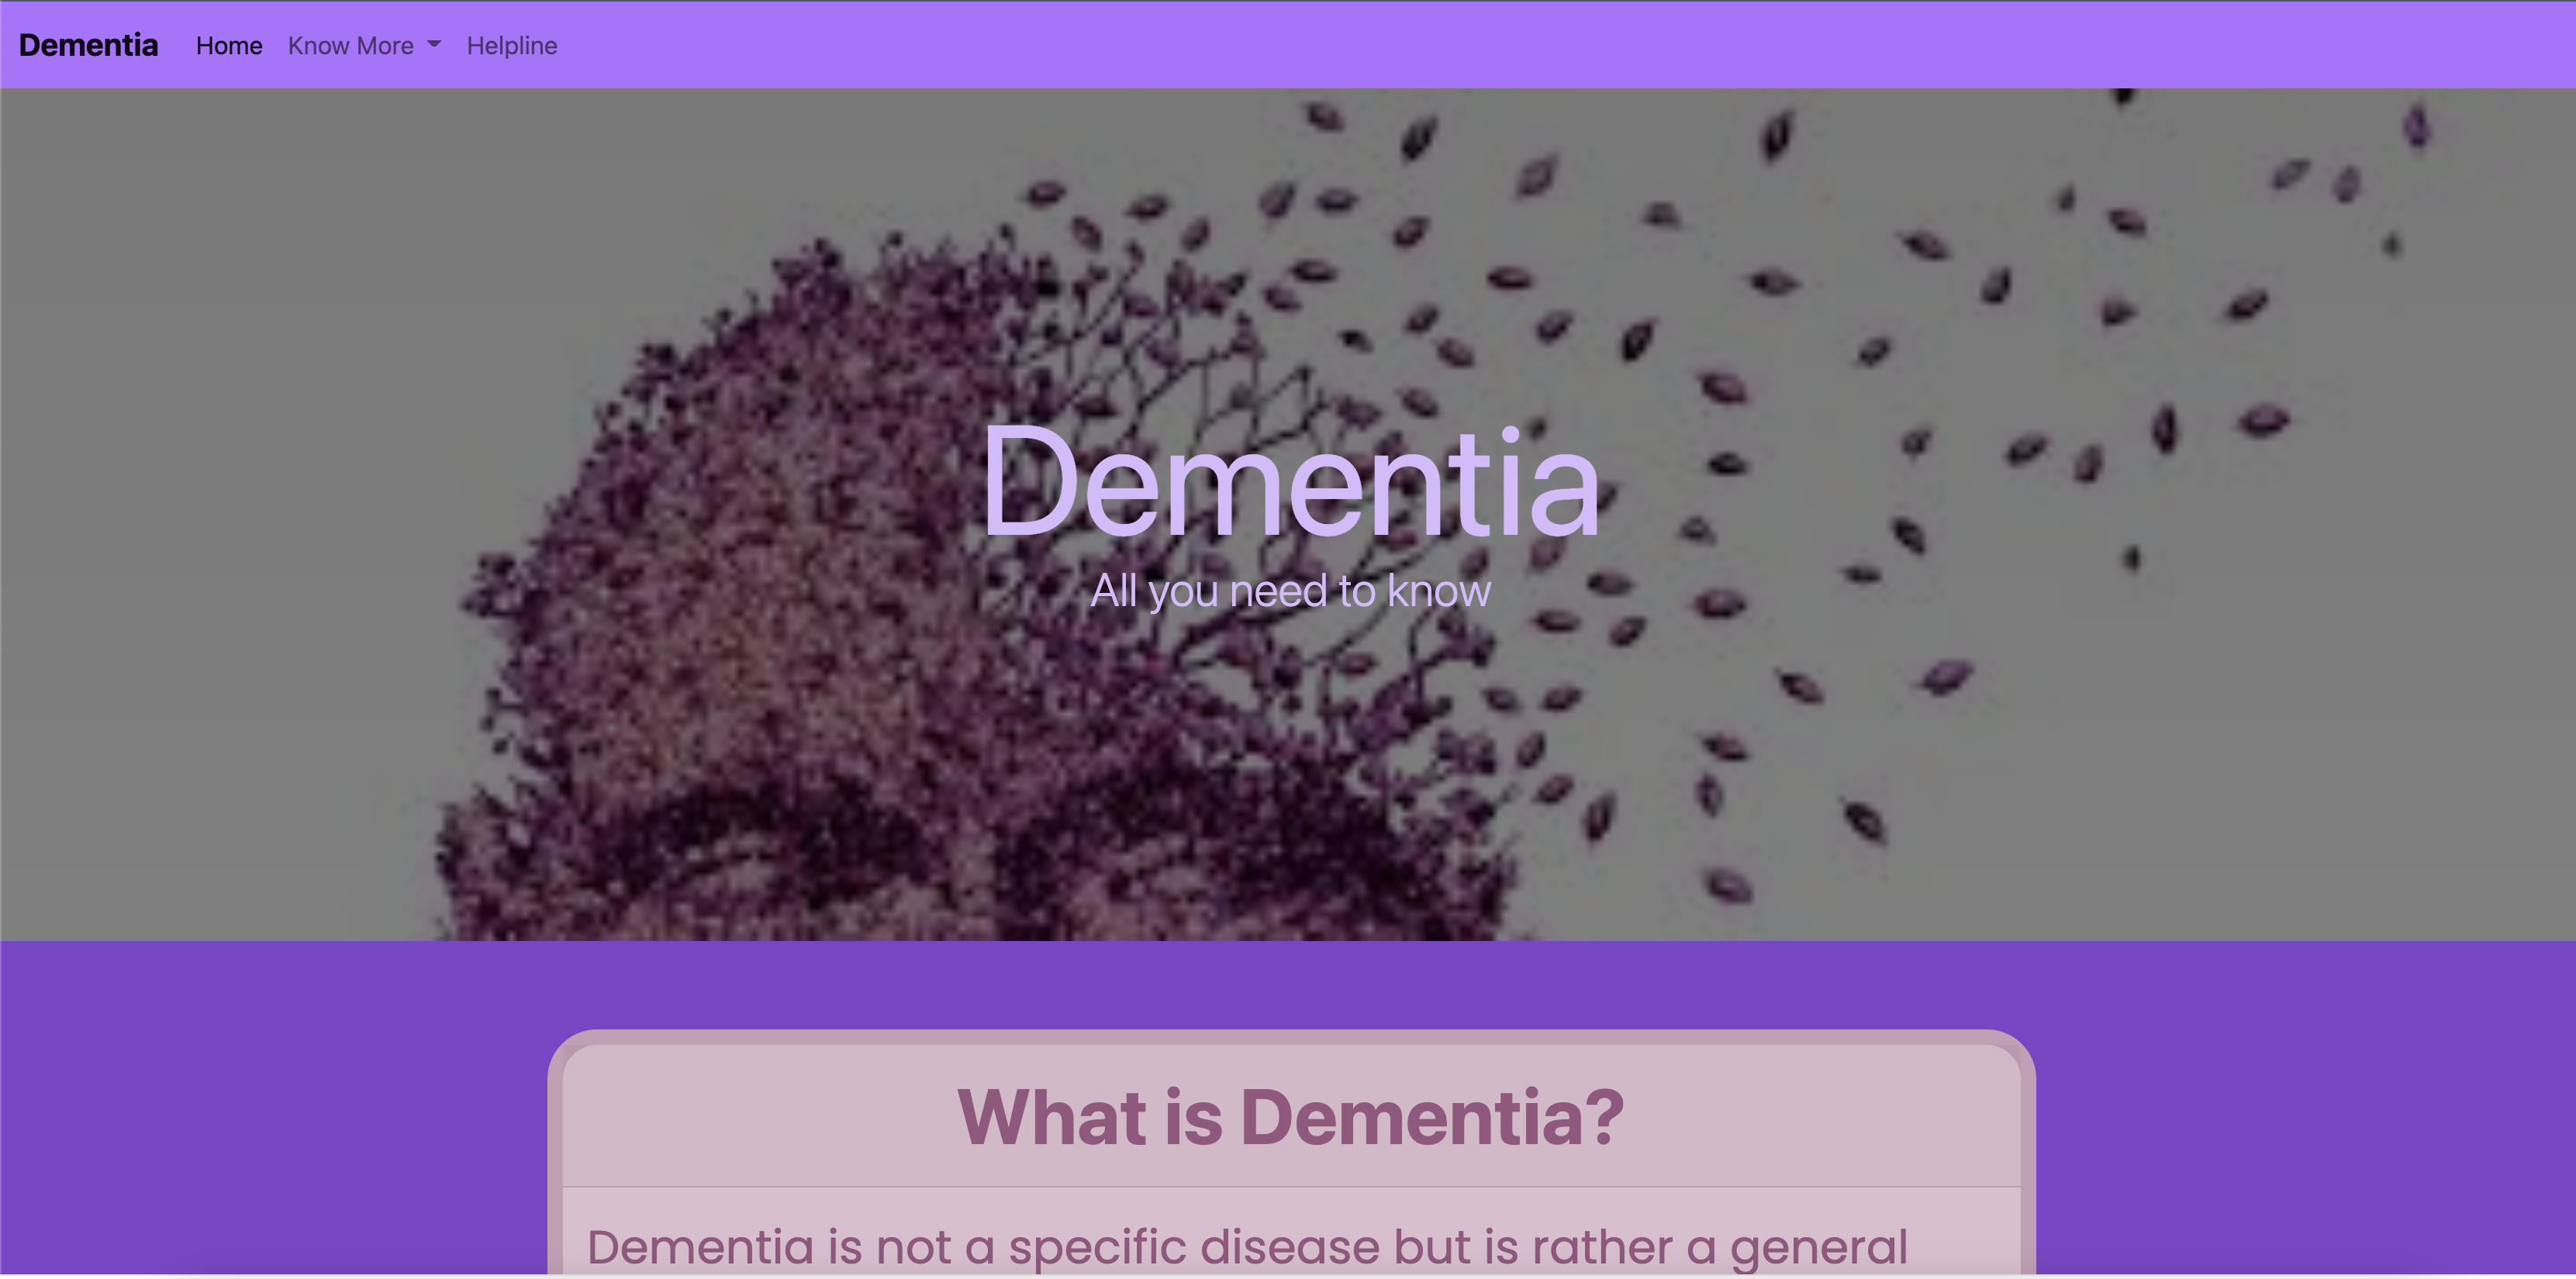 Dementia Home Know More Helpline
Dementia
All you need to know
What is Dementia?
Dementia is not a specific disease but is rather a general